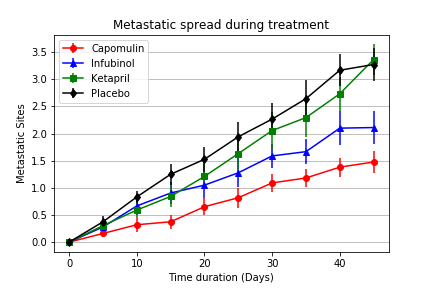 Metastatic spread during treatment
Capomulin
Infubinol
Ketapril
Placebo
Metastatic Sites
3.5
3.0
2.5
2.0
1.5
1.0
0.5
0.0
0 10 20 30 40
Time duration (Days)